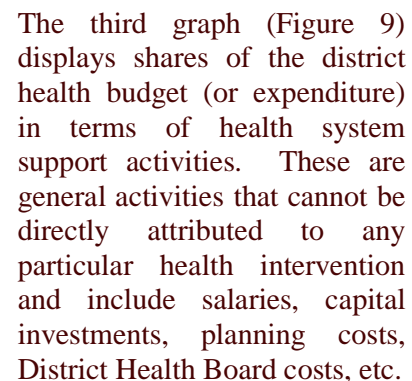 The third graph (Figure 9)
displays shares of the district
health budget (or expenditure)
in terms of health system
support activities. These are
general activities that cannot be
directly attributed to any
particular health intervention
and include salaries, capital
investments, planning costs,
District Health Board costs, etc.